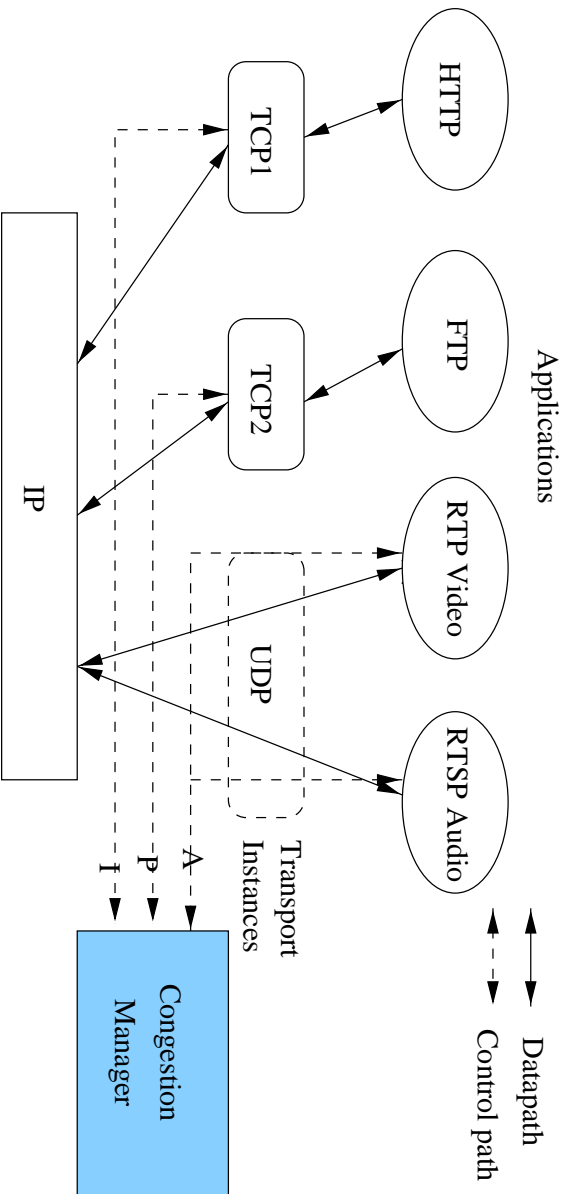 Applications
Datapath
Control path
HTTP
FTP
RTP Video
RTSP Audio
TCP1
TCP2
UDP
Transport
Instances
A
P
I
IP
Congestion
Manager